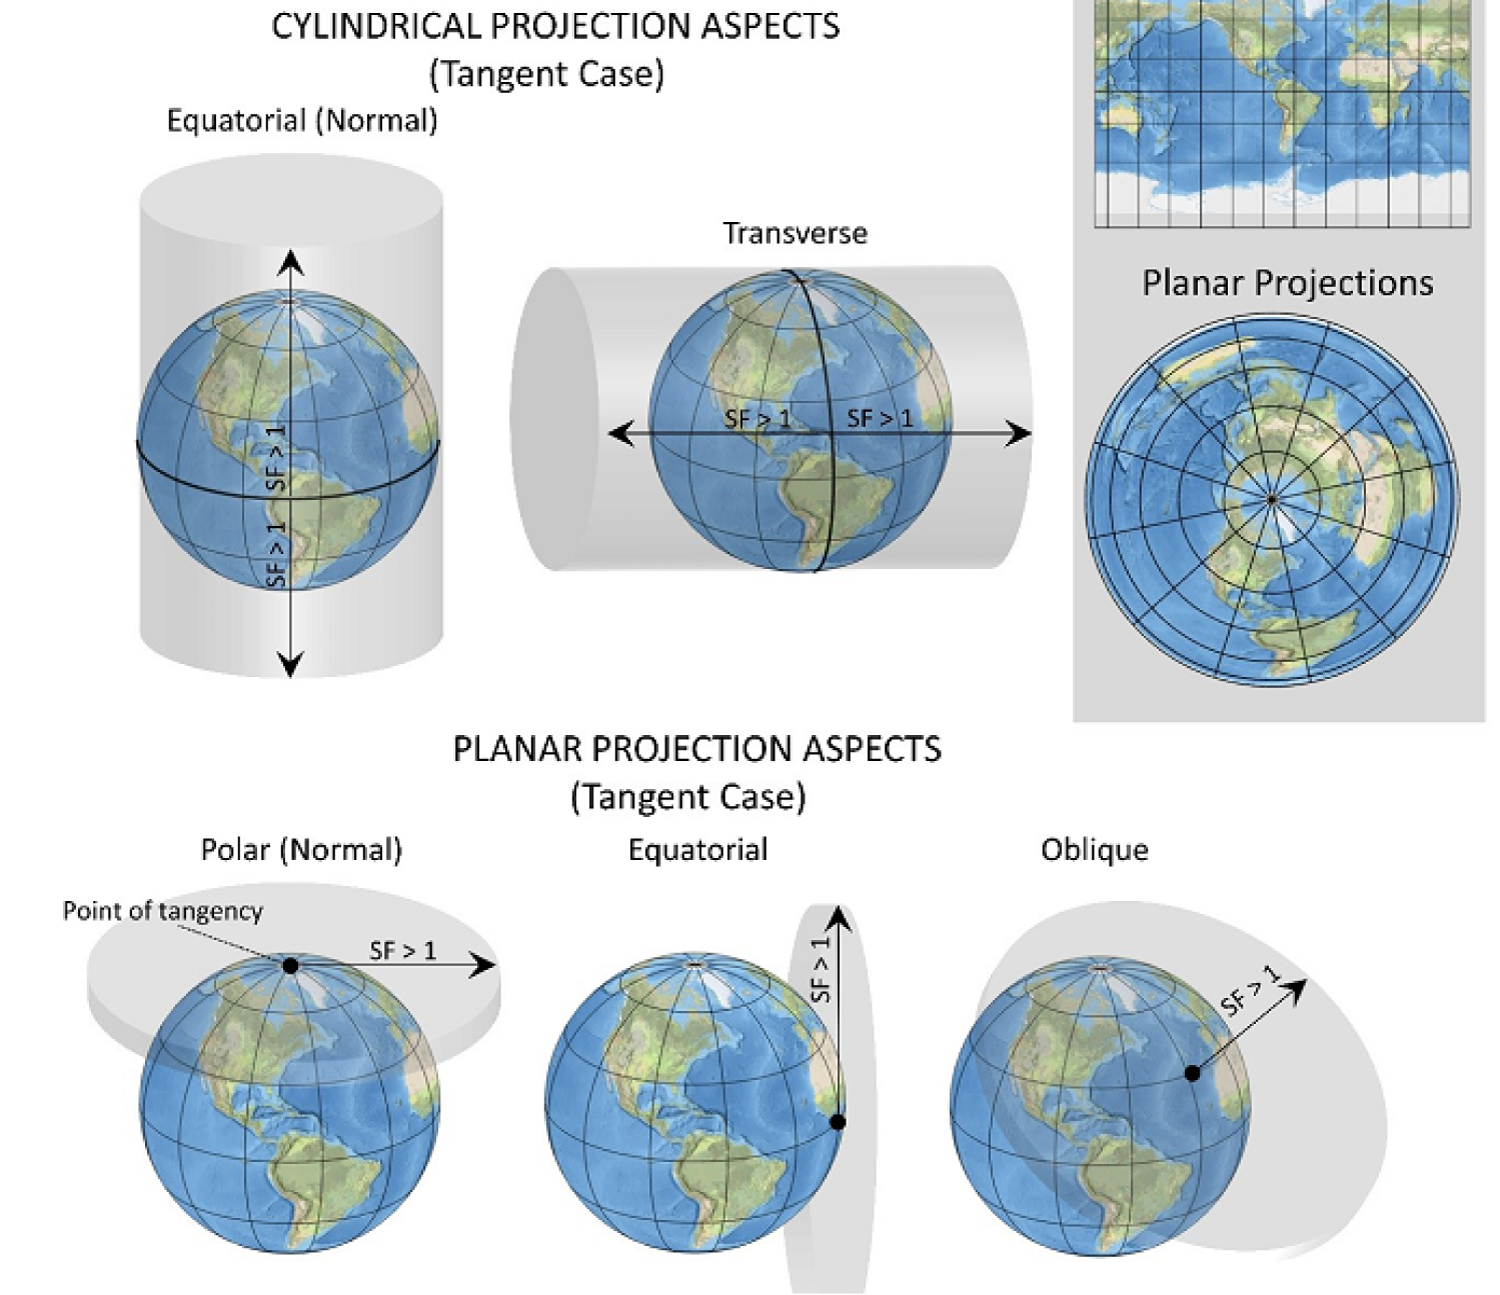 CYLINDRICAL PROJECTION ASPECTS
(Tangent Case)
Equatorial (Normal)
SF > 1
SF > 1
Transverse
SF > 1
SF > 1
Planar Projections
PLANAR PROJECTION ASPECTS
(Tangent Case)
Polar (Normal)
Point of tangency
SF > 1
Equatorial
SF > 1
Oblique
SF > 1